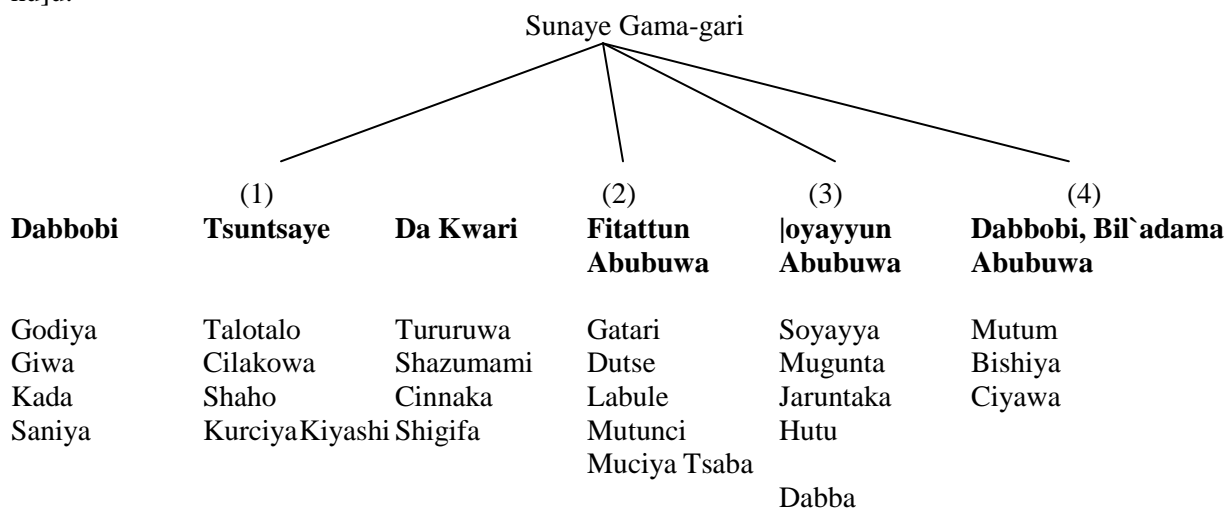 Sunaye Gama-gari
(1) (2) (3) (4)
Dabbobi Tsuntsaye Da Kwari Fitattun |oyayyun Dabbobi, Bil`adama
Abubuwa Abubuwa Abubuwa
Godiya Talotalo Tururuwa Gatari Soyayya Mutum
Giwa Cilakowa Shazumami Dutse Mugunta Bishiya
Kada Shaho Cinnaka Labule Jaruntaka Ciyawa
Saniya KurciyaKiyashi Shigifa Mutunci Hutu
Muciya Tsaba
Dabba